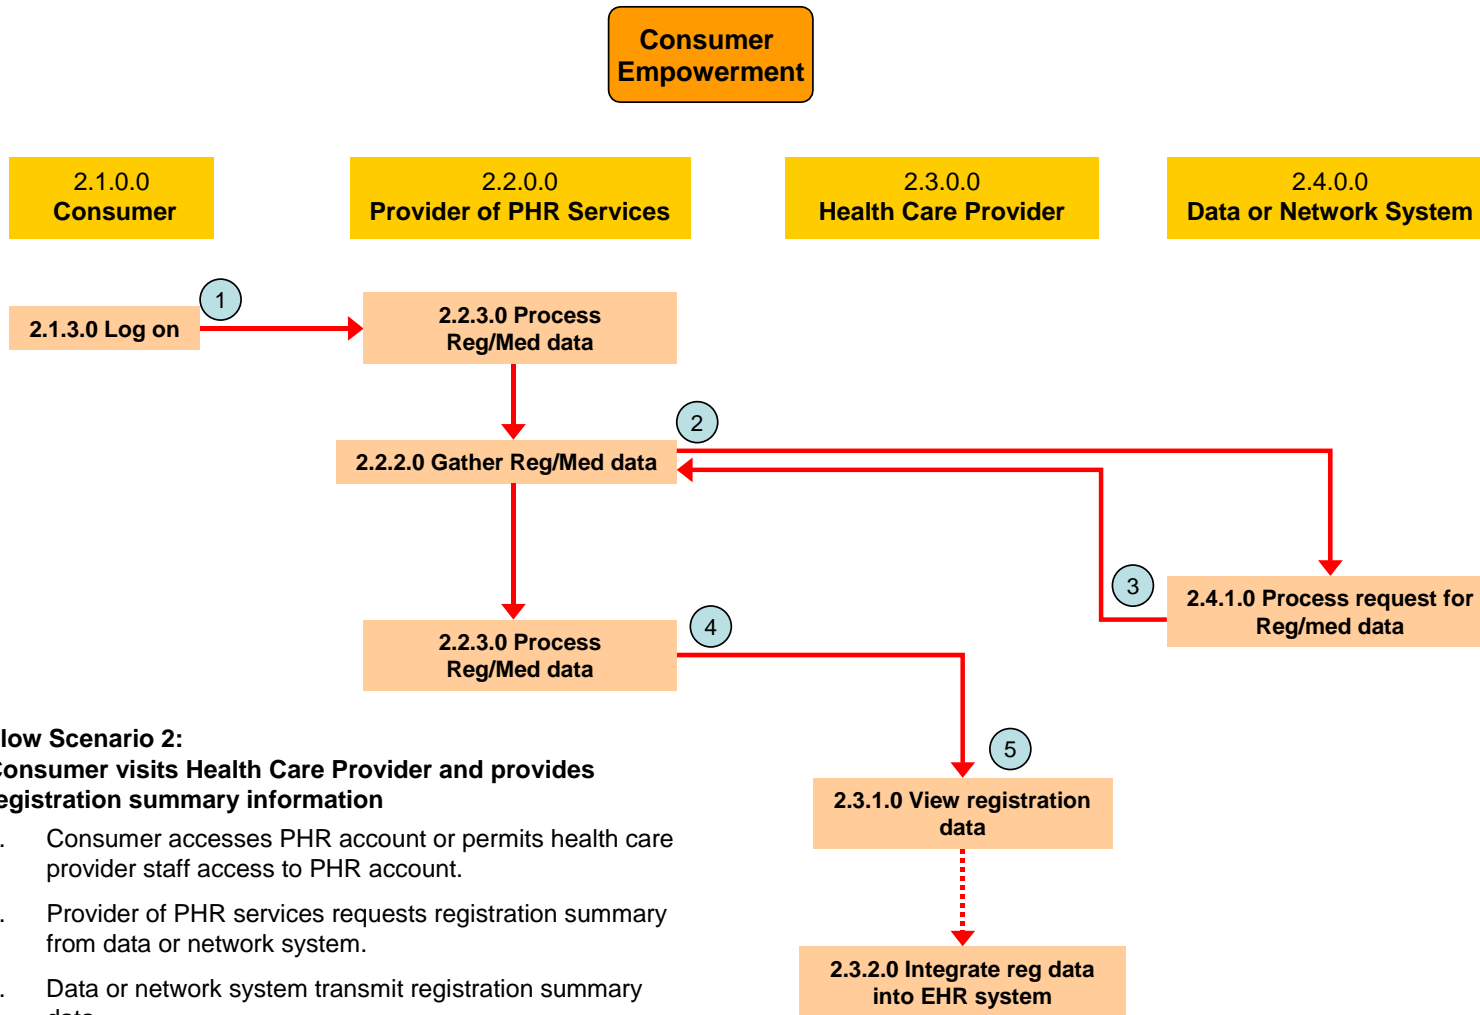 Consumer
Empowerment
2.1.0.0
Consumer
2.2.0.0
Provider of PHR Services
2.3.0.0
Health Care Provider
2.4.0.0
Data or Network System
1
2.1.3.0 Log on
2.2.3.0 Process
Reg/Med data
2
2.2.2.0 Gather Reg/Med data
3
2.4.1.0 Process request for
Reg/med data
4
2.2.3.0 Process
Reg/Med data
5
2.3.1.0 View registration
data
2.3.2.0 Integrate reg data
into EHR system
low Scenario 2:
Consumer visits Health Care Provider and provides
egistration summary information
. Consumer accesses PHR account or permits health care
provider staff access to PHR account.
. Provider of PHR services requests registration summary
from data or network system.
. Data or network system transmit registration summary
data